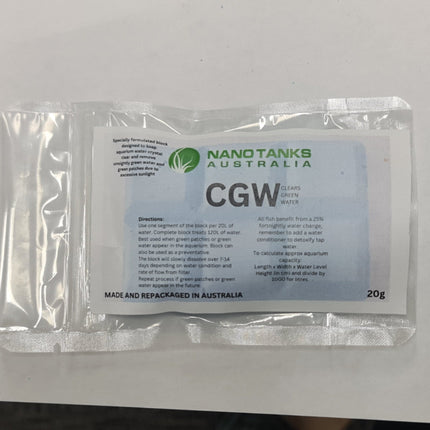 Specially formulated block
designed to keep
aquarium water crystal
clear and remove
unsightly green water and
green patches due to
excessive sunlight
NANOTANKS
AUSTRALIA
CGW
CLEARS
GREEN
WATER
Directions:
Use one segment of the block per 20L of
water. Complete block treats 120L of water.
Best used when green patches or green
water appear in the aquarium. Block can
also be used as a preventative.
The block will slowly dissolve over 7-14
days depending on water condition and
rate of flow from filter
Repeat process if green patches or green
water appear in the future.
All fish benefit from a 25%
fortnightly water change,
remember to add a water
conditioner to detoxify tap
water.
To calculate approx aquarium
capacity:
Length x Width x Water Level
Height (in cm) and divide by
1000 for litres.
MADE AND REPACKAGED IN AUSTRALIA
20g